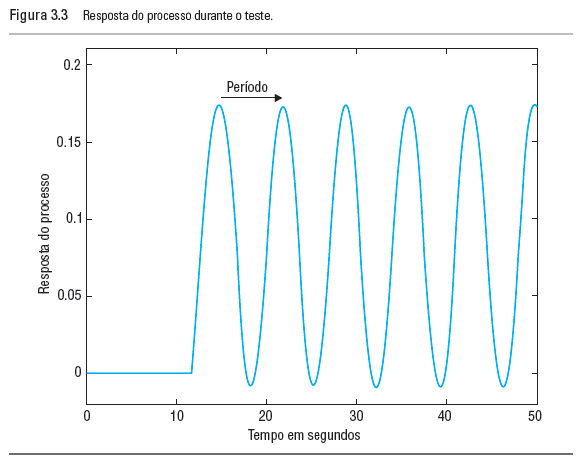 Figura 3.3 Resposta do processo durante o teste.
0.2
Período
0.15
0.1
0.05
0
Resposta do processo
0 10 20 30 40 50
Tempo em segundos